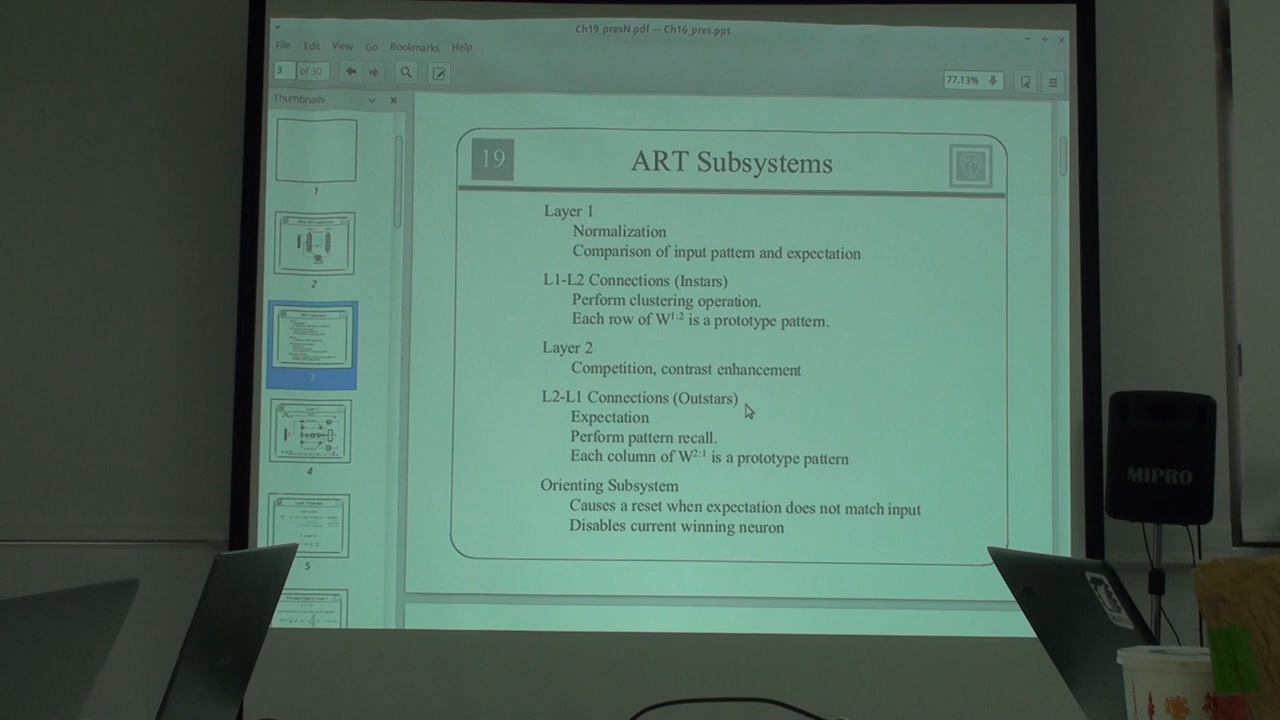 Ch19_presN.pdf — Ch16_pres.ppt
File Edit View Go Bookmarks Help
3 of 30
77.13%
Thumbnails
1
2
3
4
5
19
ART Subsystems
Layer 1
Normalization
Comparison of input pattern and expectation
L1-L2 Connections (Instars)
Perform clustering operation.
Each row of W1:2 is a prototype pattern.
Layer 2
Competition, contrast enhancement
L2-L1 Connections (Outstars)
Expectation
Perform pattern recall.
Each column of W2:1 is a prototype pattern
Orienting Subsystem
Causes a reset when expectation does not match input
Disables current winning neuron
MIPRO